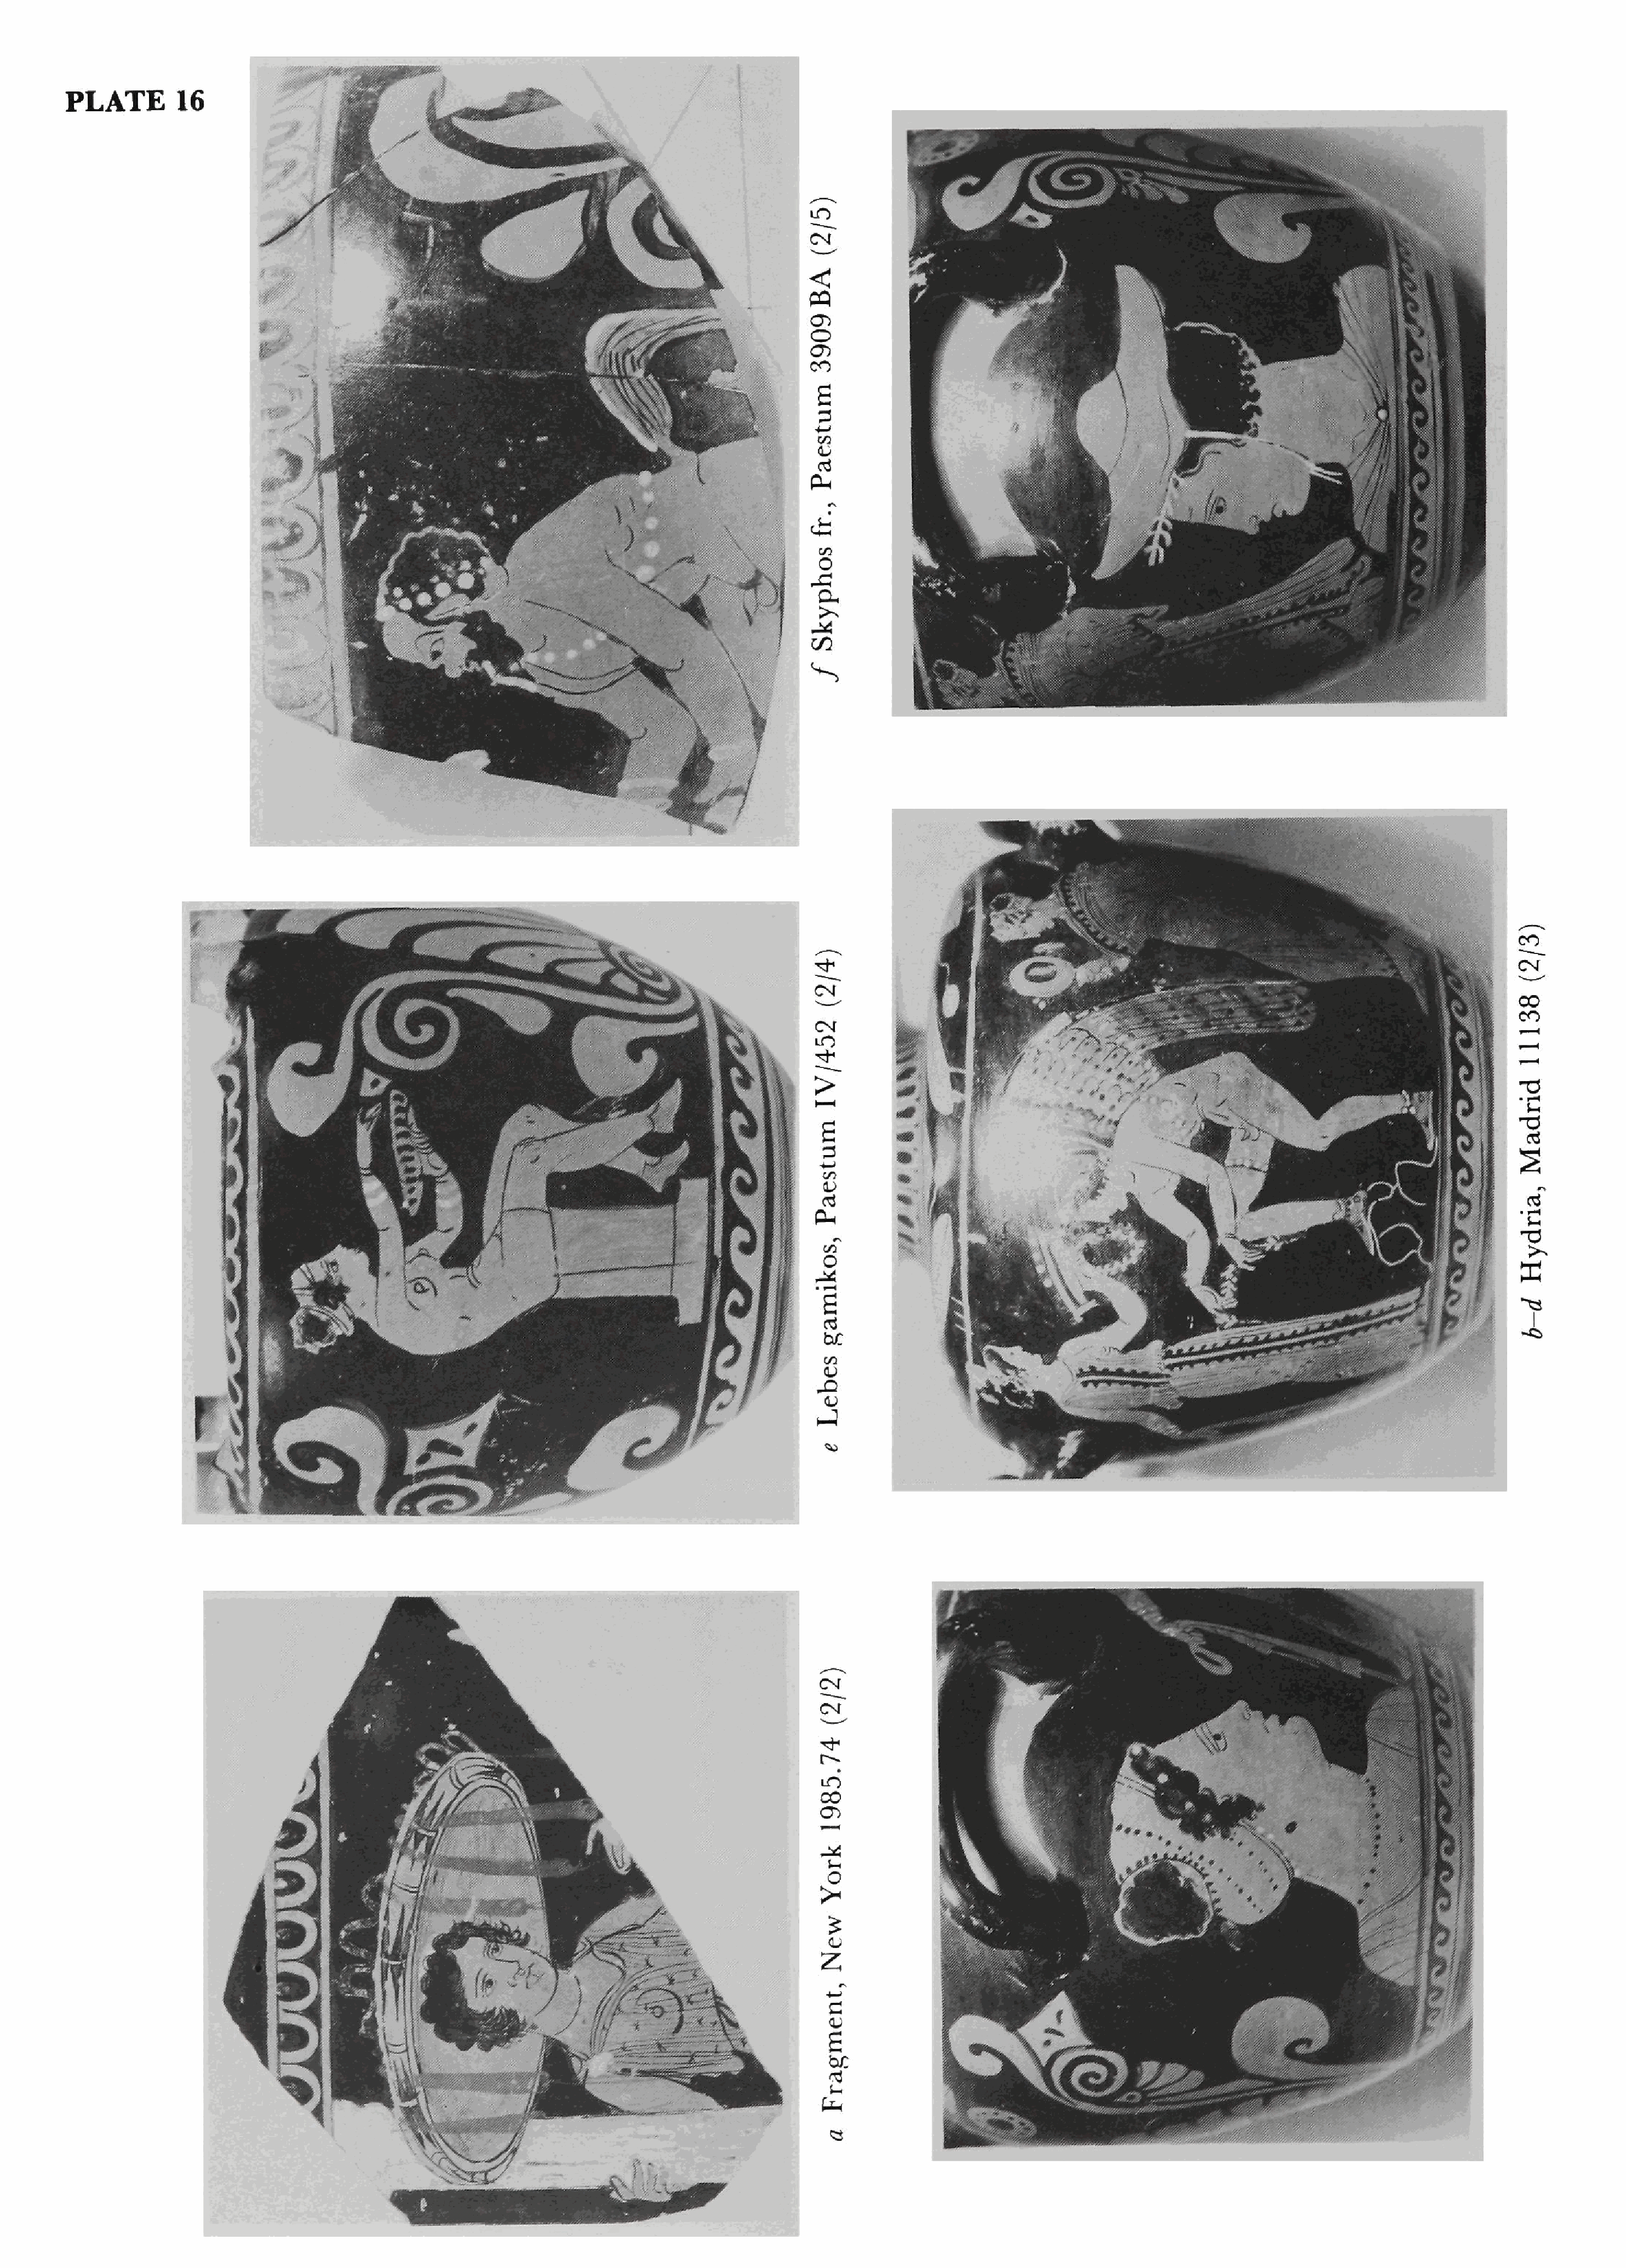 PLATE 16
a Fragment, New York 1985.74 (2/2)
e Lebes gamikos, Paestum IV/452 (2/4)
f Skyphos fr., Paestum 3909 BA (2/5)
b–d Hydria, Madrid 11138 (2/3)